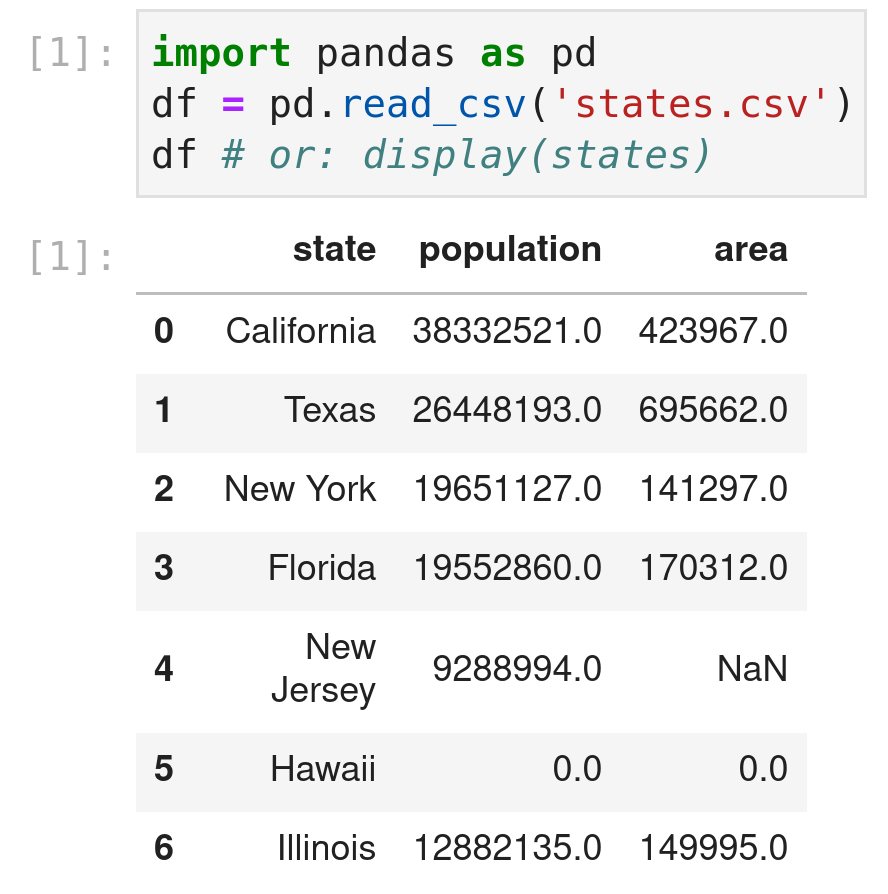 [1]: import pandas as pd
df = pd.read_csv('states.csv')
df # or: display(states)
[1]: state population area
0 California 38332521.0 423967.0
1 Texas 26448193.0 695662.0
2 New York 19651127.0 141297.0
3 Florida 19552860.0 170312.0
4 New Jersey 9288994.0 NaN
5 Hawaii 0.0 0.0
6 Illinois 12882135.0 149995.0